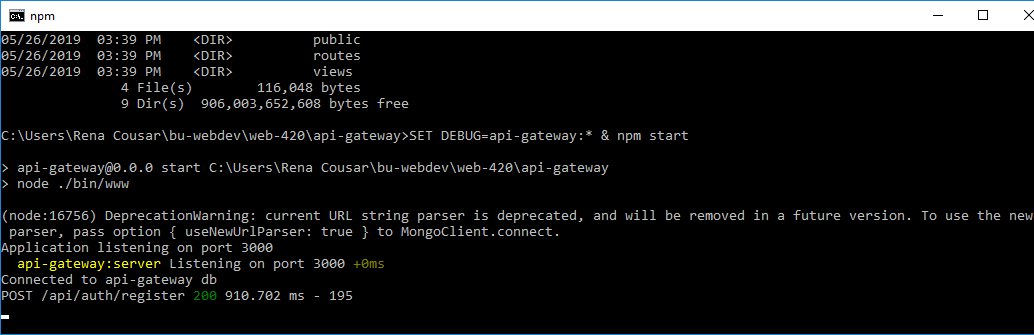 npm
05/26/2019  03:39 PM    <DIR>          public
05/26/2019  03:39 PM    <DIR>          routes
05/26/2019  03:39 PM    <DIR>          views
               4 File(s)        116,048 bytes
               9 Dir(s)  906,003,652,608 bytes free
C:\Users\Rena Cousar\bu-webdev\web-420\api-gateway>SET DEBUG=api-gateway:* & npm start
> api-gateway@0.0.0 start C:\Users\Rena Cousar\bu-webdev\web-420\api-gateway
> node ./bin/www
(node:16756) DeprecationWarning: current URL string parser is deprecated, and will be removed in a future version. To use the new
 parser, pass option { useNewUrlParser: true } to MongoClient.connect.
Application listening on port 3000
  api-gateway:server Listening on port 3000 +0ms
Connected to api-gateway db
POST /api/auth/register 200 910.702 ms - 195